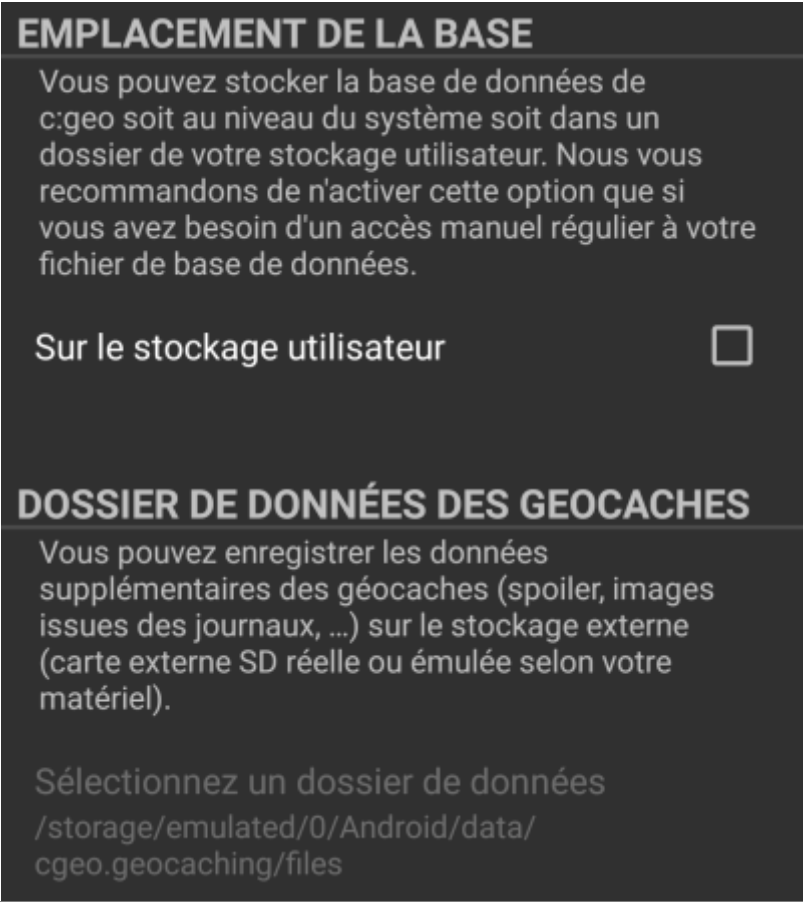 EMPLACEMENT DE LA BASE
Vous pouvez stocker la base de données de
c:geo soit au niveau du système soit dans un
dossier de votre stockage utilisateur. Nous vous
recommandons de n'activer cette option que si
vous avez besoin d'un accès manuel régulier à votre
fichier de base de données.
Sur le stockage utilisateur
DOSSIER DE DONNÉES DES GEOCACHES
Vous pouvez enregistrer les données
supplémentaires des géocaches (spoiler, images
issues des journaux, …) sur le stockage externe
(carte externe SD réelle ou émulée selon votre
matériel).
Sélectionnez un dossier de données
/storage/emulated/0/Android/data/
cgeo.geocaching/files